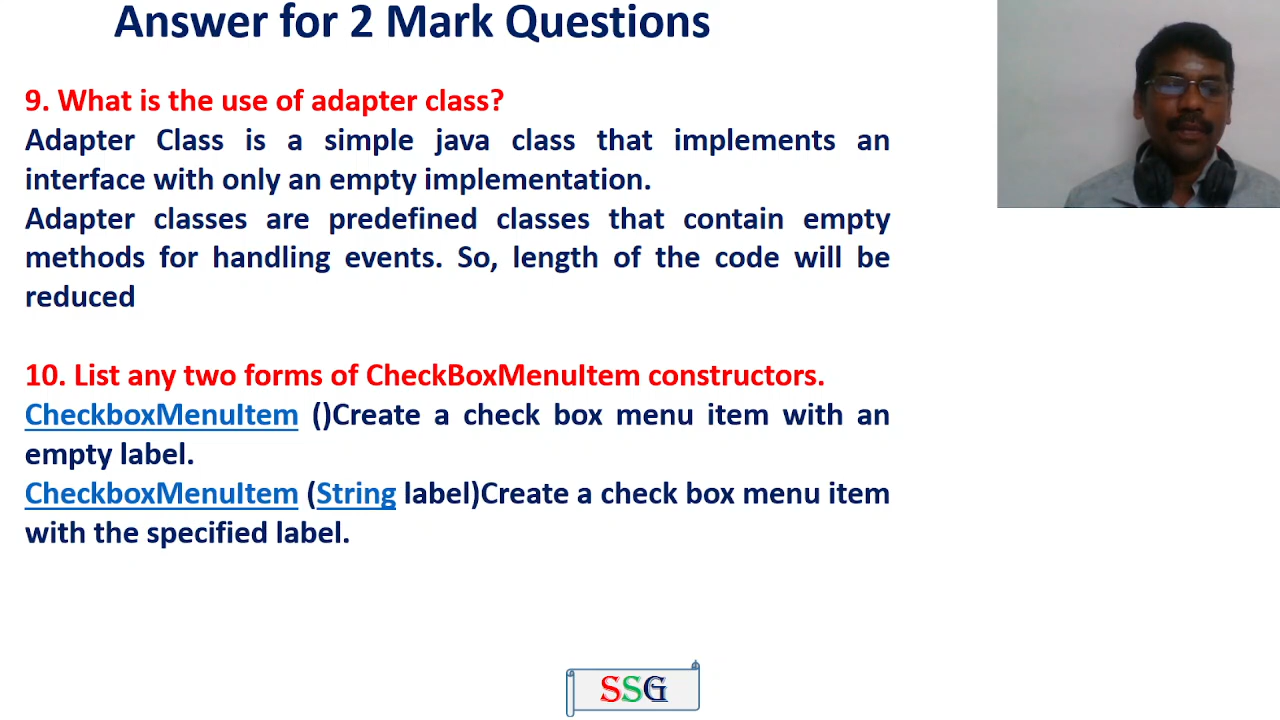 Answer for 2 Mark Questions
9. What is the use of adapter class?
Adapter Class is a simple java class that implements an
interface with only an empty implementation.
Adapter classes are predefined classes that contain empty
methods for handling events. So, length of the code will be
reduced
10. List any two forms of CheckBoxMenuItem constructors.
CheckboxMenuItem ()Create a check box menu item with an
empty label.
CheckboxMenuItem (String label)Create a check box menu item
with the specified label.
SSG